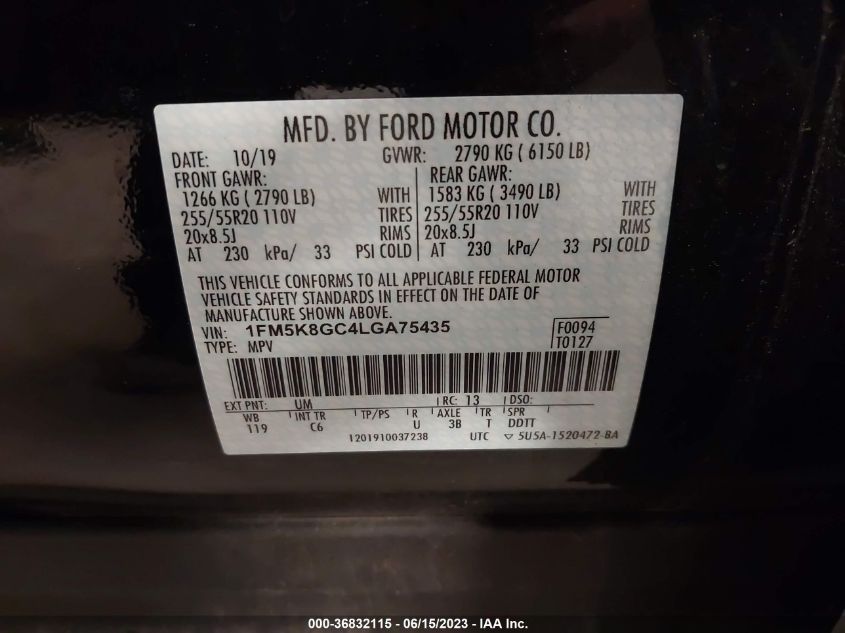 MFD. BY FORD MOTOR CO.
DATE: 10/19 GVWR: 2790 KG ( 6150 LB)
FRONT GAWR: REAR GAWR:
1266 KG ( 2790 LB) WITH 1583 KG ( 3490 LB) WITH
255/55R20 110V TIRES 255/55R20 110V TIRES
20x8.5J RIMS 20x8.5J RIMS
AT 230 kPa/ 33 PSI COLD AT 230 kPa/ 33 PSI COLD
THIS VEHICLE CONFORMS TO ALL APPLICABLE FEDERAL MOTOR
VEHICLE SAFETY STANDARDS IN EFFECT ON THE DATE OF
MANUFACTURE SHOWN ABOVE.
VIN: 1FM5K8GC4LGA75435 F0094
TYPE: MPV T0127
EXT PNT: UM RC: 13 DSO:
WB INT TR TP/PS R AXLE TR SPR
119 C6 U 3B T DDTT
1201910037238 UTC ▽ 5U5A-1520472-BA
000-36832115 - 06/15/2023 - IAA Inc.